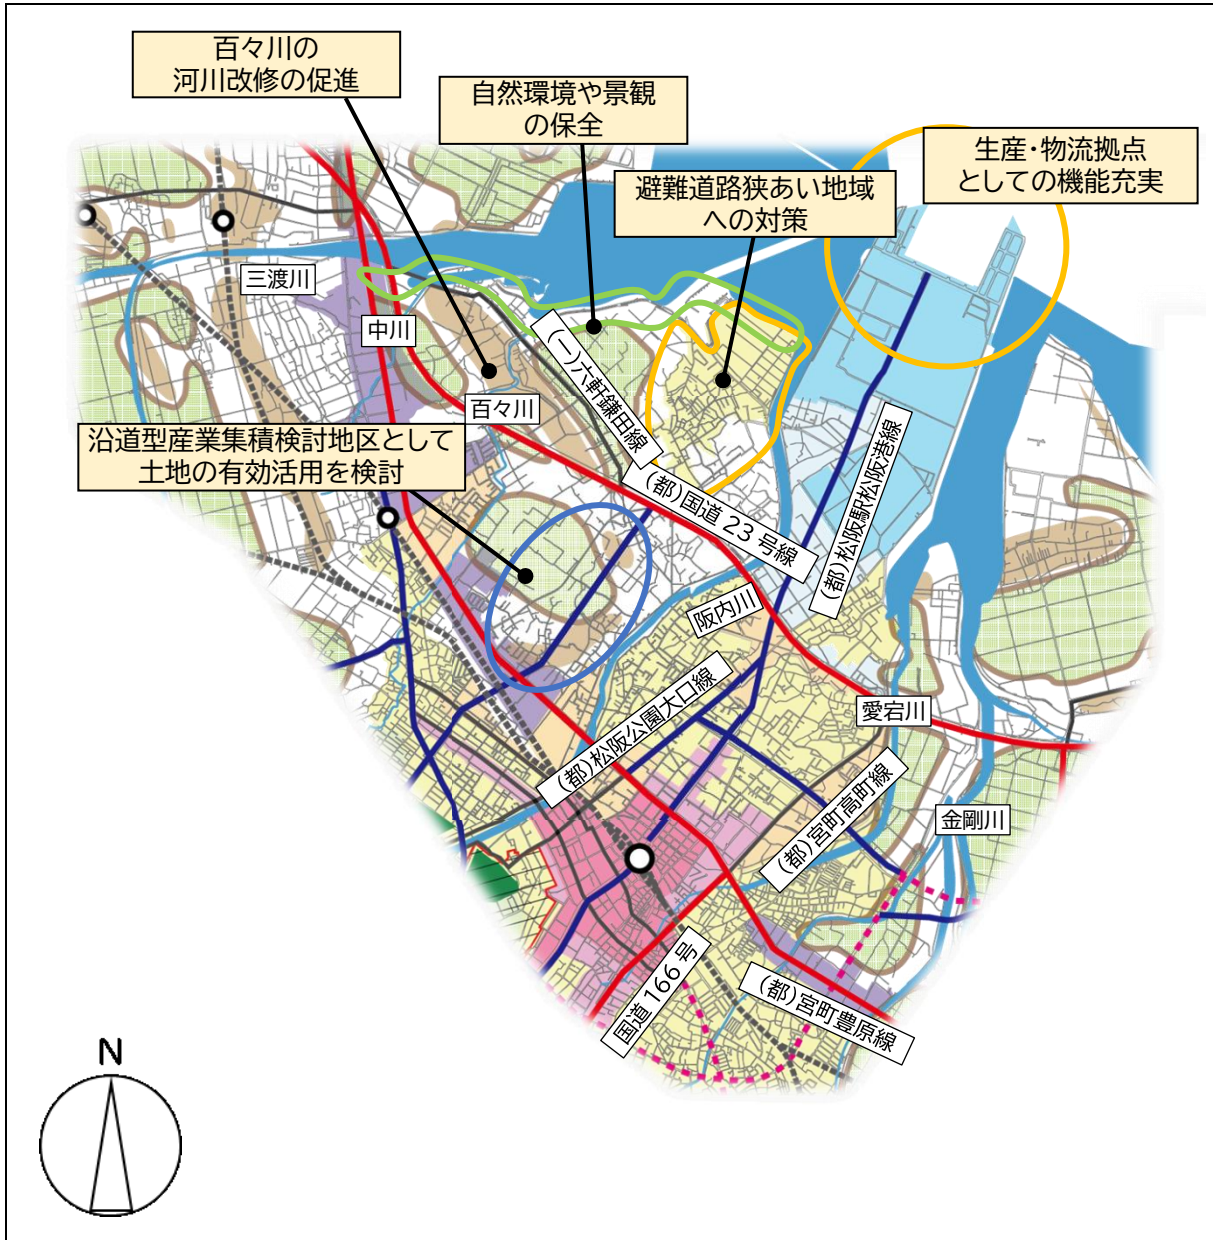 百々川の
河川改修の促進
自然環境や景観
の保全
生産・物流拠点
としての機能充実
避難道路狭あい地域
への対策
三渡川
中川
(一)六軒鎌田線
百々川
沿道型産業集積検討地区として
土地の有効活用を検討
(都)国道23号線
(都)松阪駅松阪港線
阪内川
(都)松阪公園大口線
愛宕川
(都)宮町高町線
金剛川
国道166号
(都)宮町豊原線
N